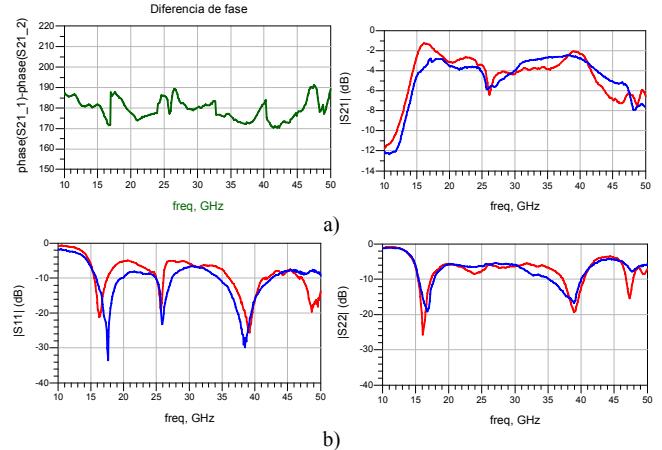 Diferencia de fase
phase(S21_1)-phase(S21_2)
220
210
200
190
180
170
160
150
10 15 20 25 30 35 40 45 50
freq, GHz
|S21| (dB)
0
-2
-4
-6
-8
-10
-12
-14
10 15 20 25 30 35 40 45 50
freq, GHz
a)
|S11| (dB)
0
-10
-20
-30
-40
10 15 20 25 30 35 40 45 50
freq, GHz
|S22| (dB)
0
-10
-20
-30
-40
10 15 20 25 30 35 40 45 50
freq, GHz
b)